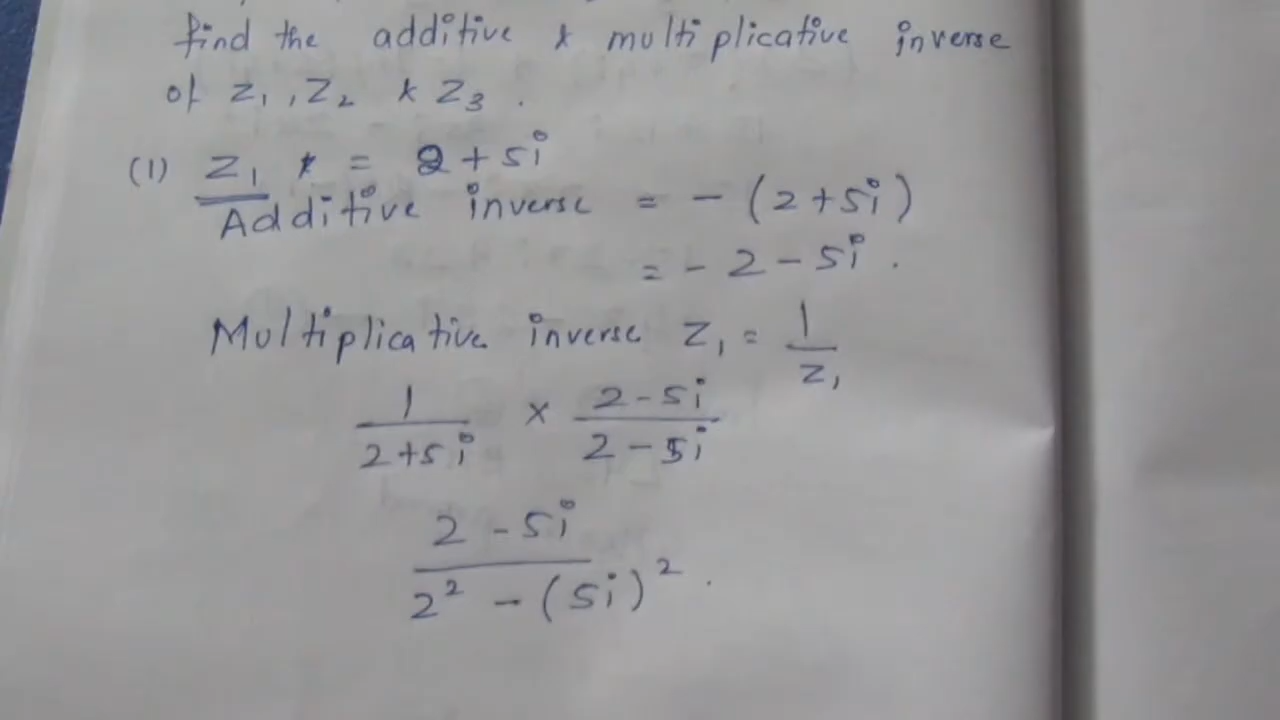 find the additive & multiplicative inverse
of z₁, z₂ & z₃.
(1) z₁ = 2 + 5i
Additive inverse = - (2+5i)
= - 2 - 5i.
Multiplicative inverse z₁ = 1/z₁
1/(2+5i) × (2-5i)/(2-5i)
(2 - 5i)/(2² - (5i)²).